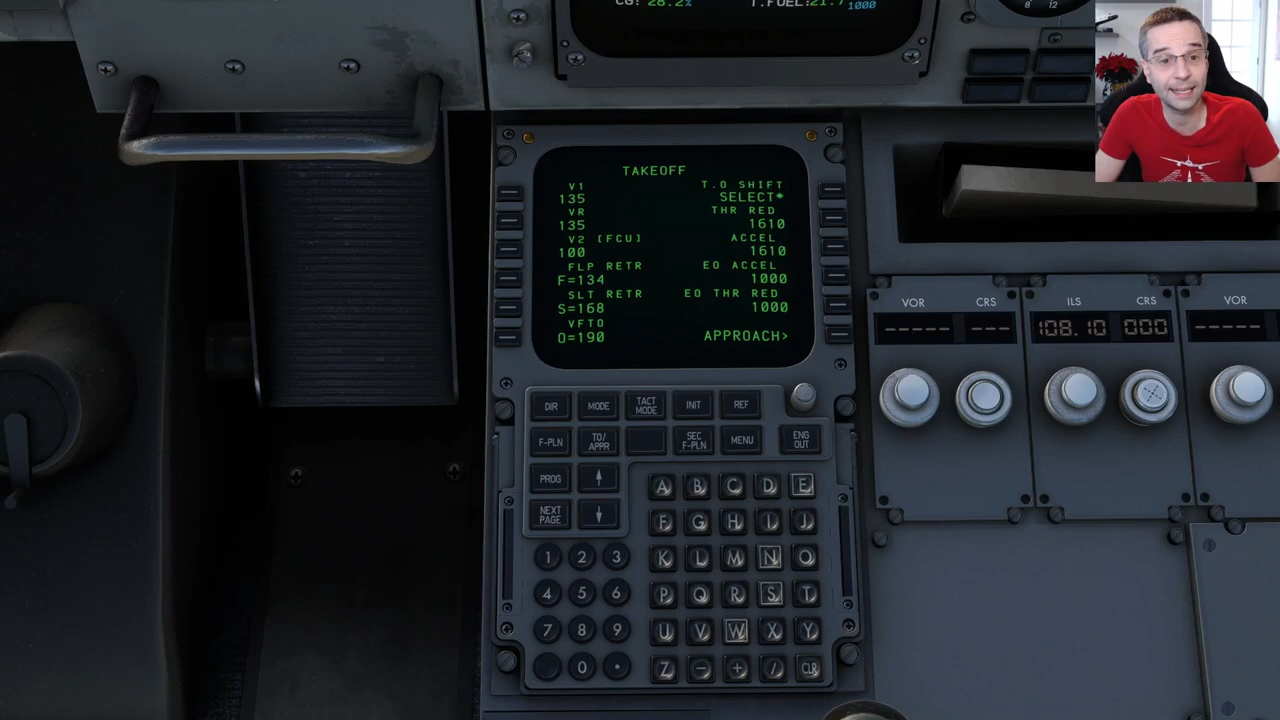 CG: 28.2% T.FUEL:21.7 1000
8 12
TAKEOFF
V1 T.O SHIFT
135 SELECT*
VR THR RED
135 1610
V2 [FCU] ACCEL
100 1610
FLP RETR EO ACCEL
F=134 1000
SLT RETR EO THR RED
S=168 1000
VFTO
O=190 APPROACH>
VOR CRS ILS CRS VOR
----- --- 108.10 000 -----
DIR MODE TACT MODE INIT REF
F-PLN TO/APPR SEC F-PLN MENU ENG OUT
PROG
NEXT PAGE
A B C D E
F G H I J
1 2 3 K L M N O
4 5 6 P Q R S T
7 8 9 U V W X Y
0 • Z - + / CLR